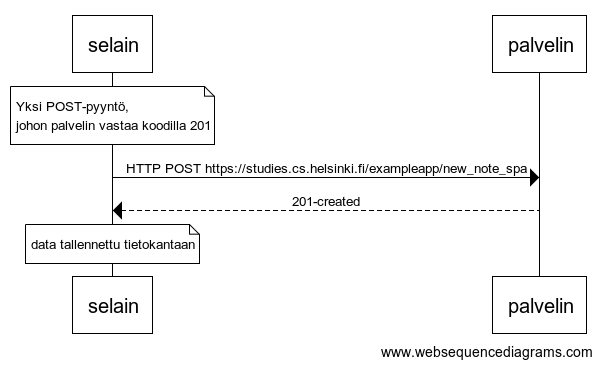 selain
palvelin
Yksi POST-pyyntö,
johon palvelin vastaa koodilla 201
HTTP POST https://studies.cs.helsinki.fi/exampleapp/new_note_spa
201-created
data tallennettu tietokantaan
selain
palvelin
www.websequencediagrams.com